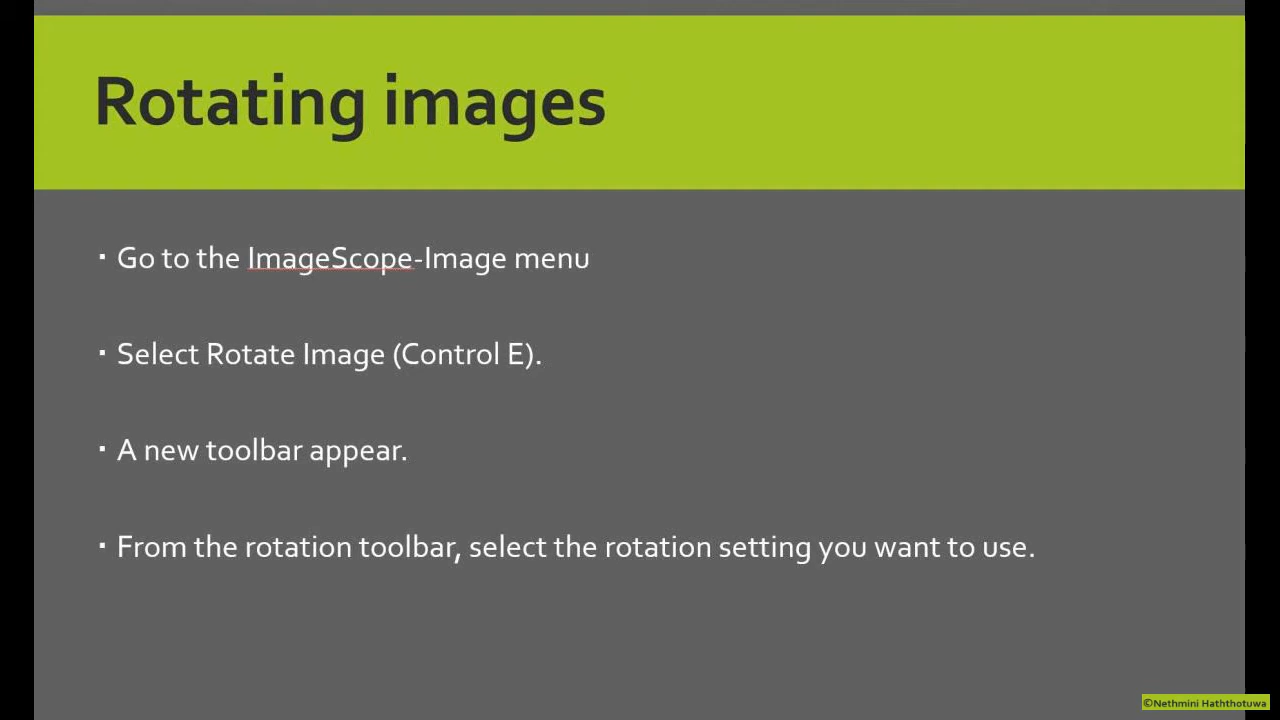 Rotating images
▪ Go to the ImageScope-Image menu
▪ Select Rotate Image (Control E).
▪ A new toolbar appear.
▪ From the rotation toolbar, select the rotation setting you want to use.
©Nethmini Haththotuwa